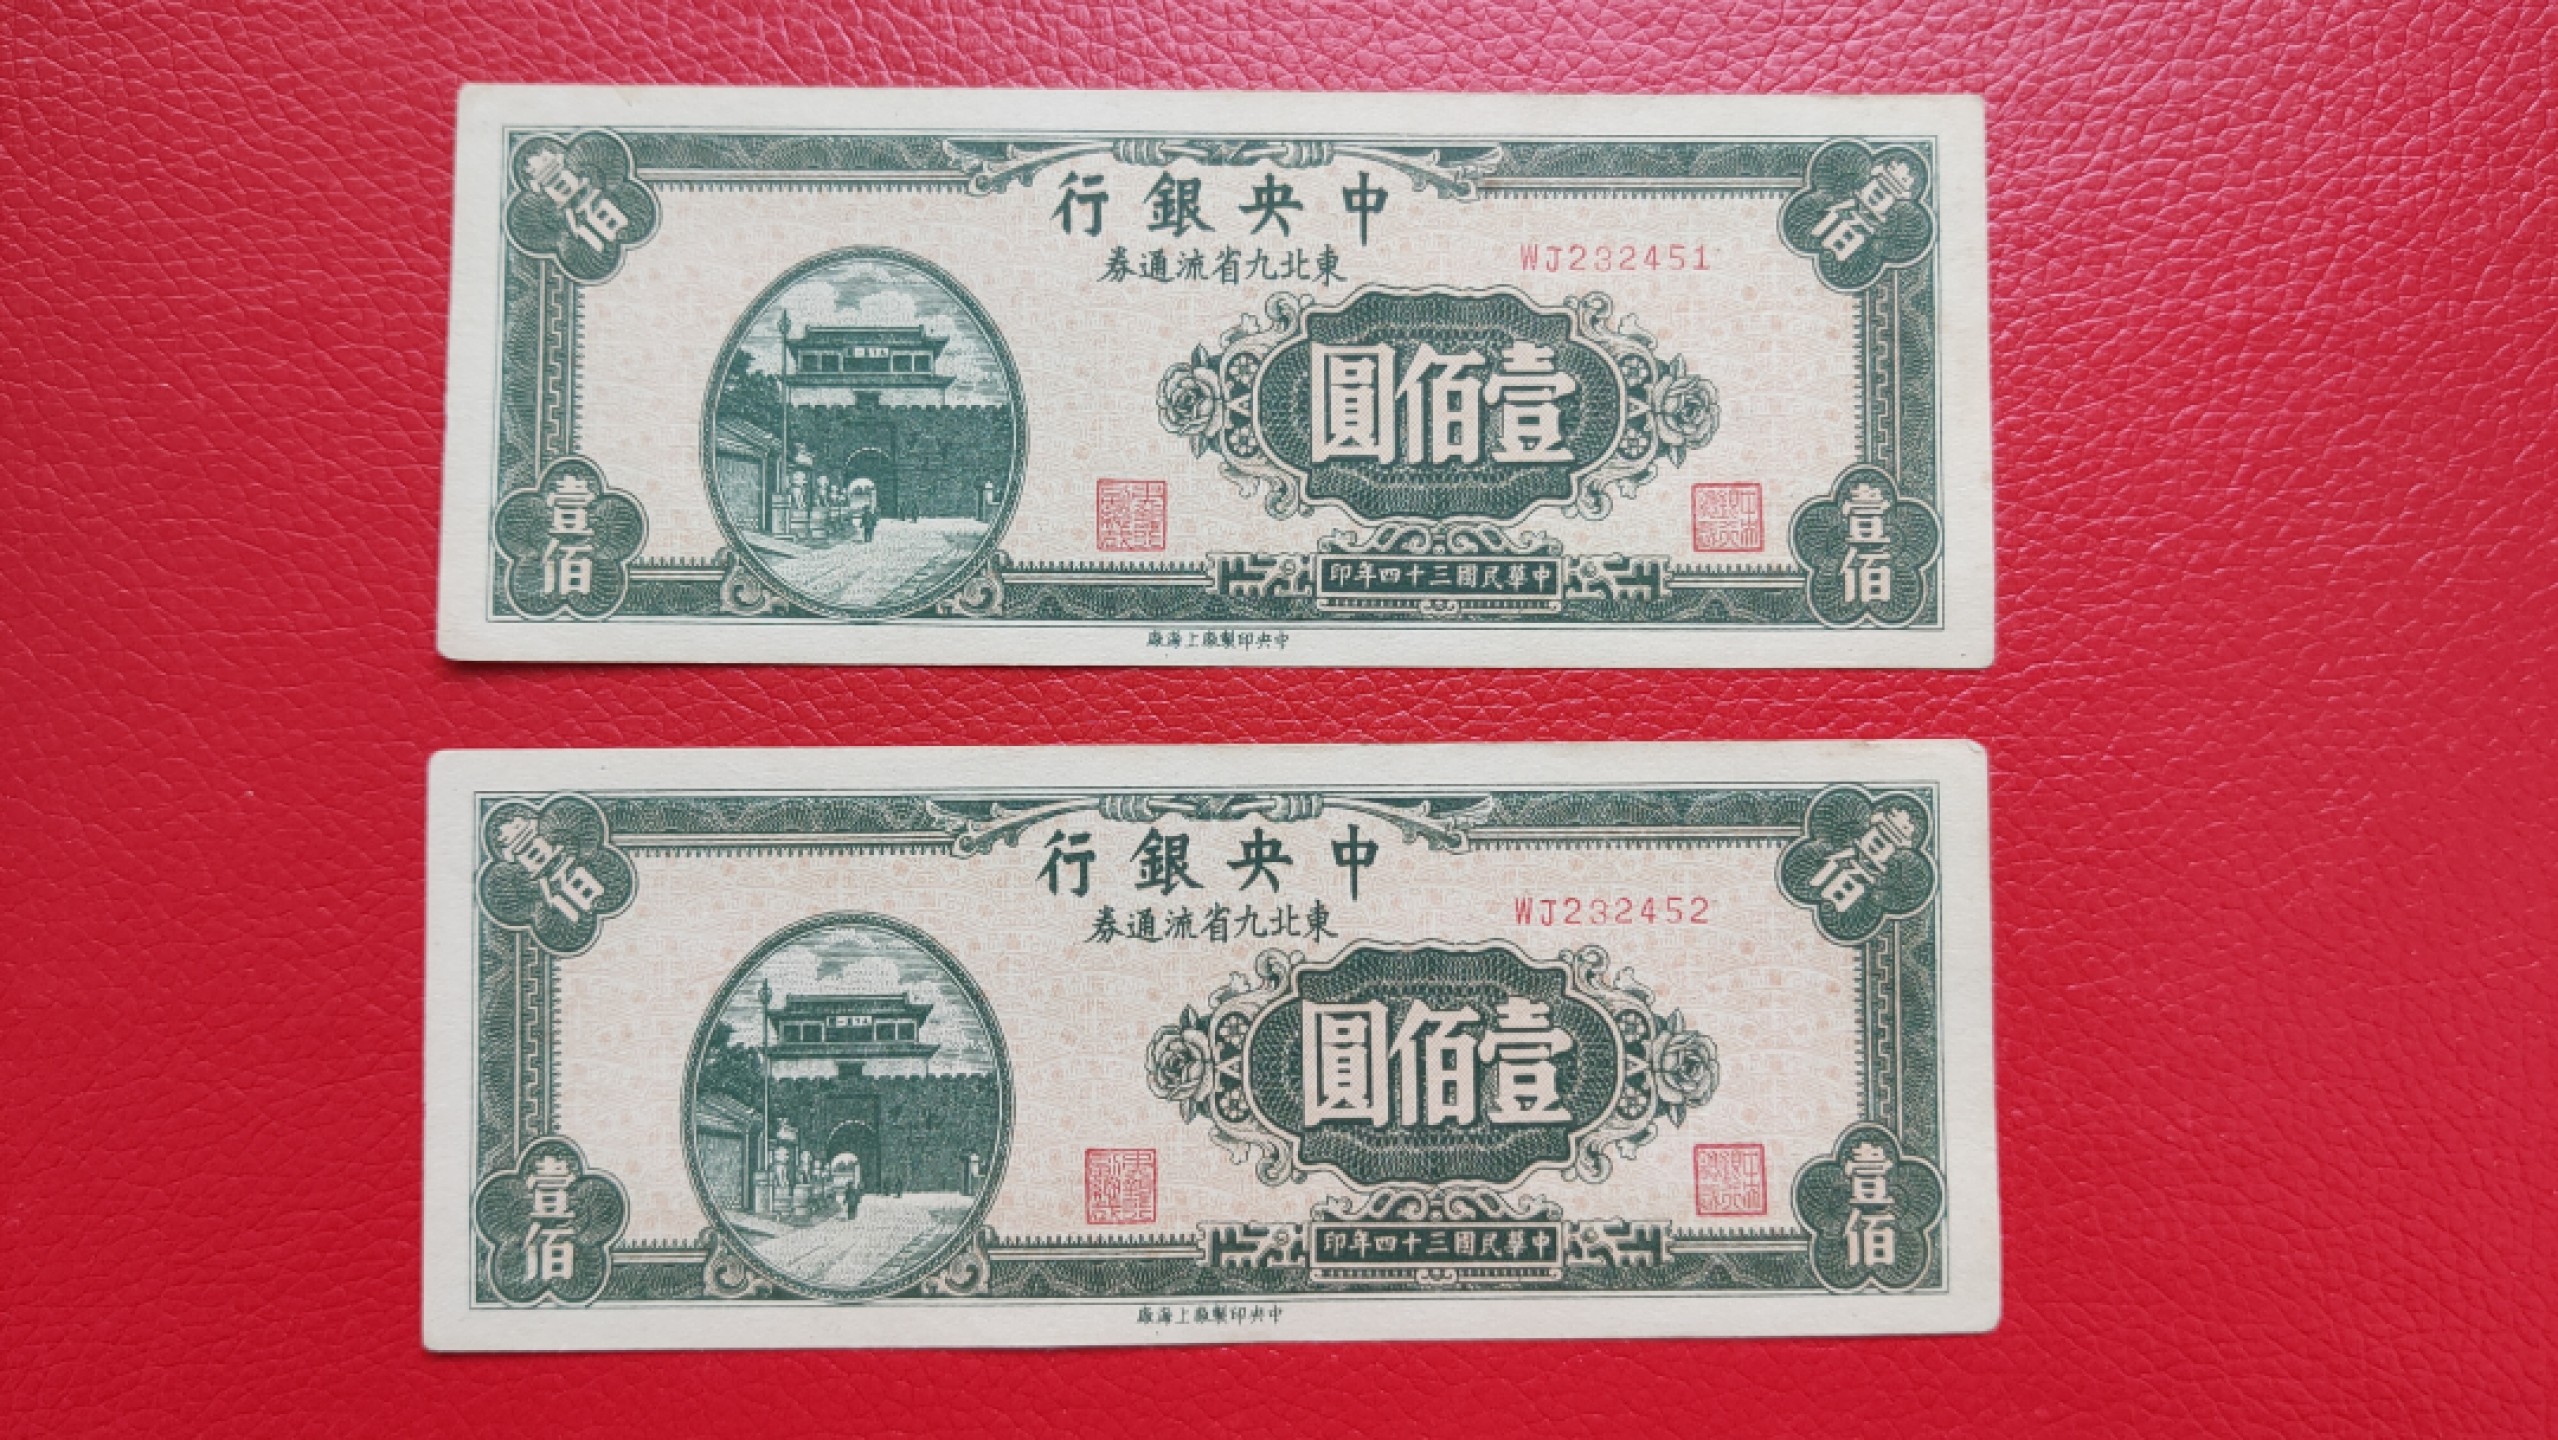 中央銀行
東北九省流通券
WJ232451
壹佰
壹佰
壹佰圓
壹佰
壹佰
中華民國三十四年印
中央印製廠上海廠
中央銀行
東北九省流通券
WJ232452
壹佰
壹佰
壹佰圓
壹佰
壹佰
中華民國三十四年印
中央印製廠上海廠